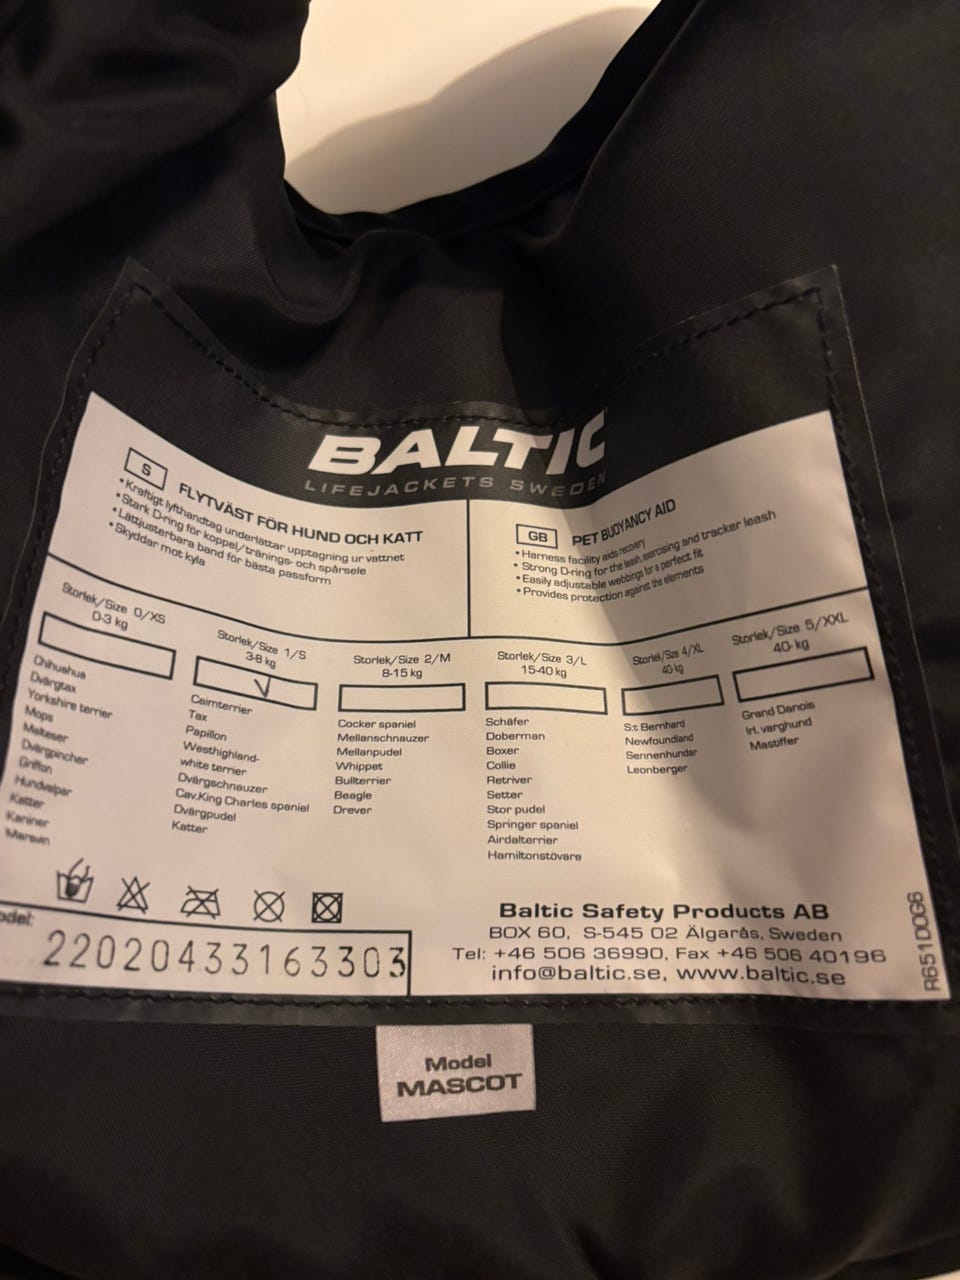 BALTIC
LIFEJACKETS SWEDEN
S FLYTVÄST FÖR HUND OCH KATT
• Kraftigt lyfthandtag underlättar upptagning ur vattnet
• Stark D-ring för koppel/tränings- och spårsele
• Lättjusterbara band för bästa passform
• Skyddar mot kyla
GB PET BUOYANCY AID
• Harness facility aids recovery
• Strong D-ring for the leash, exercising and tracker leash
• Easily adjustable webbings for a perfect fit
• Provides protection against the elements
Storlek/Size 0/XS
0-3 kg
Chihuahua
Dvärgtax
Yorkshire terrier
Mops
Malteser
Dvärgpincher
Griffon
Hundvalpar
Katter
Kaniner
Marsvin
Storlek/Size 1/S
3-8 kg
Cairnterrier
Tax
Papillon
Westhighland-
white terrier
Dvärgschnauzer
Cav.King Charles spaniel
Dvärgpudel
Katter
Storlek/Size 2/M
8-15 kg
Cocker spaniel
Mellanschnauzer
Mellanpudel
Whippet
Bullterrier
Beagle
Drever
Storlek/Size 3/L
15-40 kg
Schäfer
Doberman
Boxer
Collie
Retriver
Setter
Stor pudel
Springer spaniel
Airdalterrier
Hamiltonstövare
Storlek/Size 4/XL
40-kg
S:t Bernhard
Newfoundland
Sennenhundar
Leonberger
Storlek/Size 5/XXL
40- kg
Grand Danois
Irl. varghund
Mastiffer
odel:
22020433163303
Baltic Safety Products AB
BOX 60, S-545 02 Älgarås, Sweden
Tel: +46 506 36990, Fax +46 506 40196
info@baltic.se, www.baltic.se
R651DOG6
Model
MASCOT